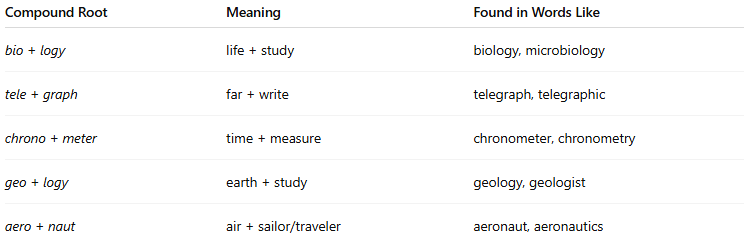 Compound Root Meaning Found in Words Like
bio + logy life + study biology, microbiology
tele + graph far + write telegraph, telegraphic
chrono + meter time + measure chronometer, chronometry
geo + logy earth + study geology, geologist
aero + naut air + sailor/traveler aeronaut, aeronautics